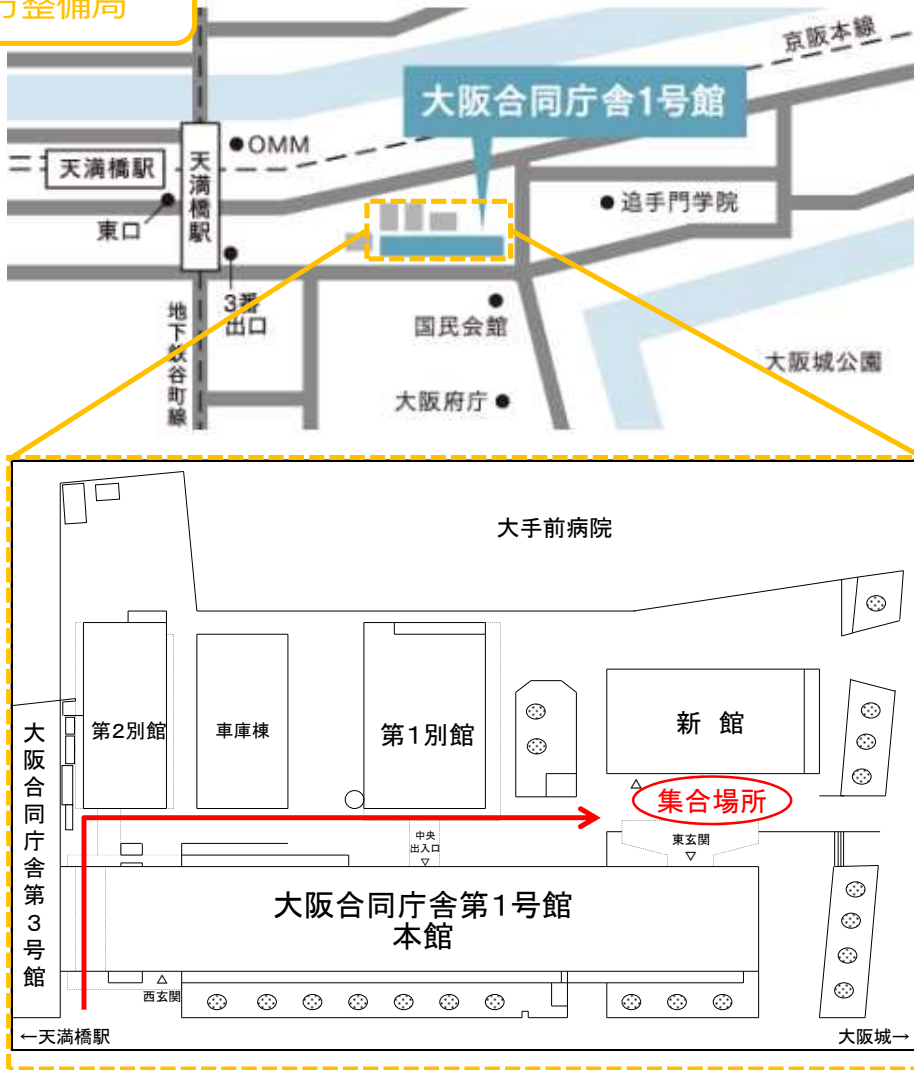 整備局
京阪本線
大阪合同庁舎1号館
OMM
天満橋駅
天満橋駅
追手門学院
東口
3番
出口
国民会館
地下鉄谷町線
大阪城公園
大阪府庁
大手前病院
第2別館
車庫棟
第1別館
新 館
大阪合同庁舎第3号館
集合場所
中央
出入口
東玄関
大阪合同庁舎第1号館
本館
西玄関
←天満橋駅
大阪城→